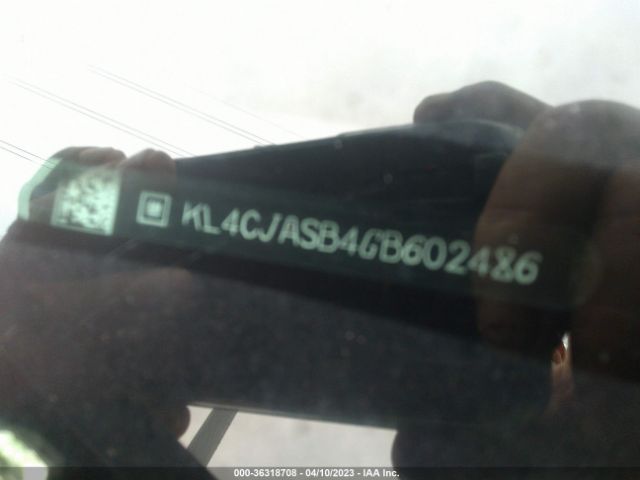 KL4CJASB4GB602486
000-36318708 - 04/10/2023 - IAA Inc.